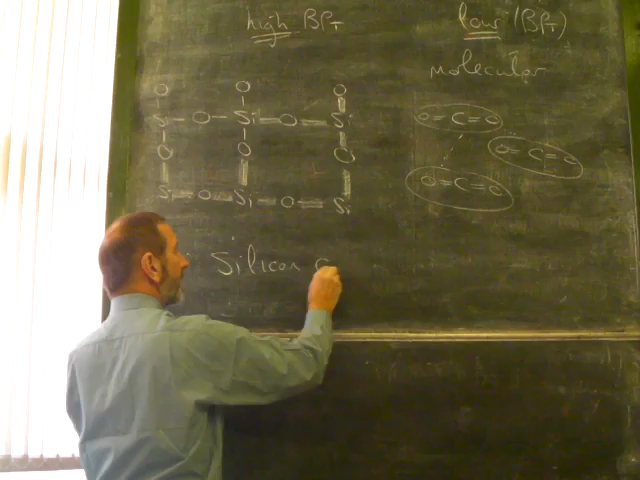 high BPT
low (BPT)
molecular
O O O
Si - O - Si = O = Si
O O O
Si = O = Si = O = Si
O = C = O
O = C = O
O = C = O
Silicon